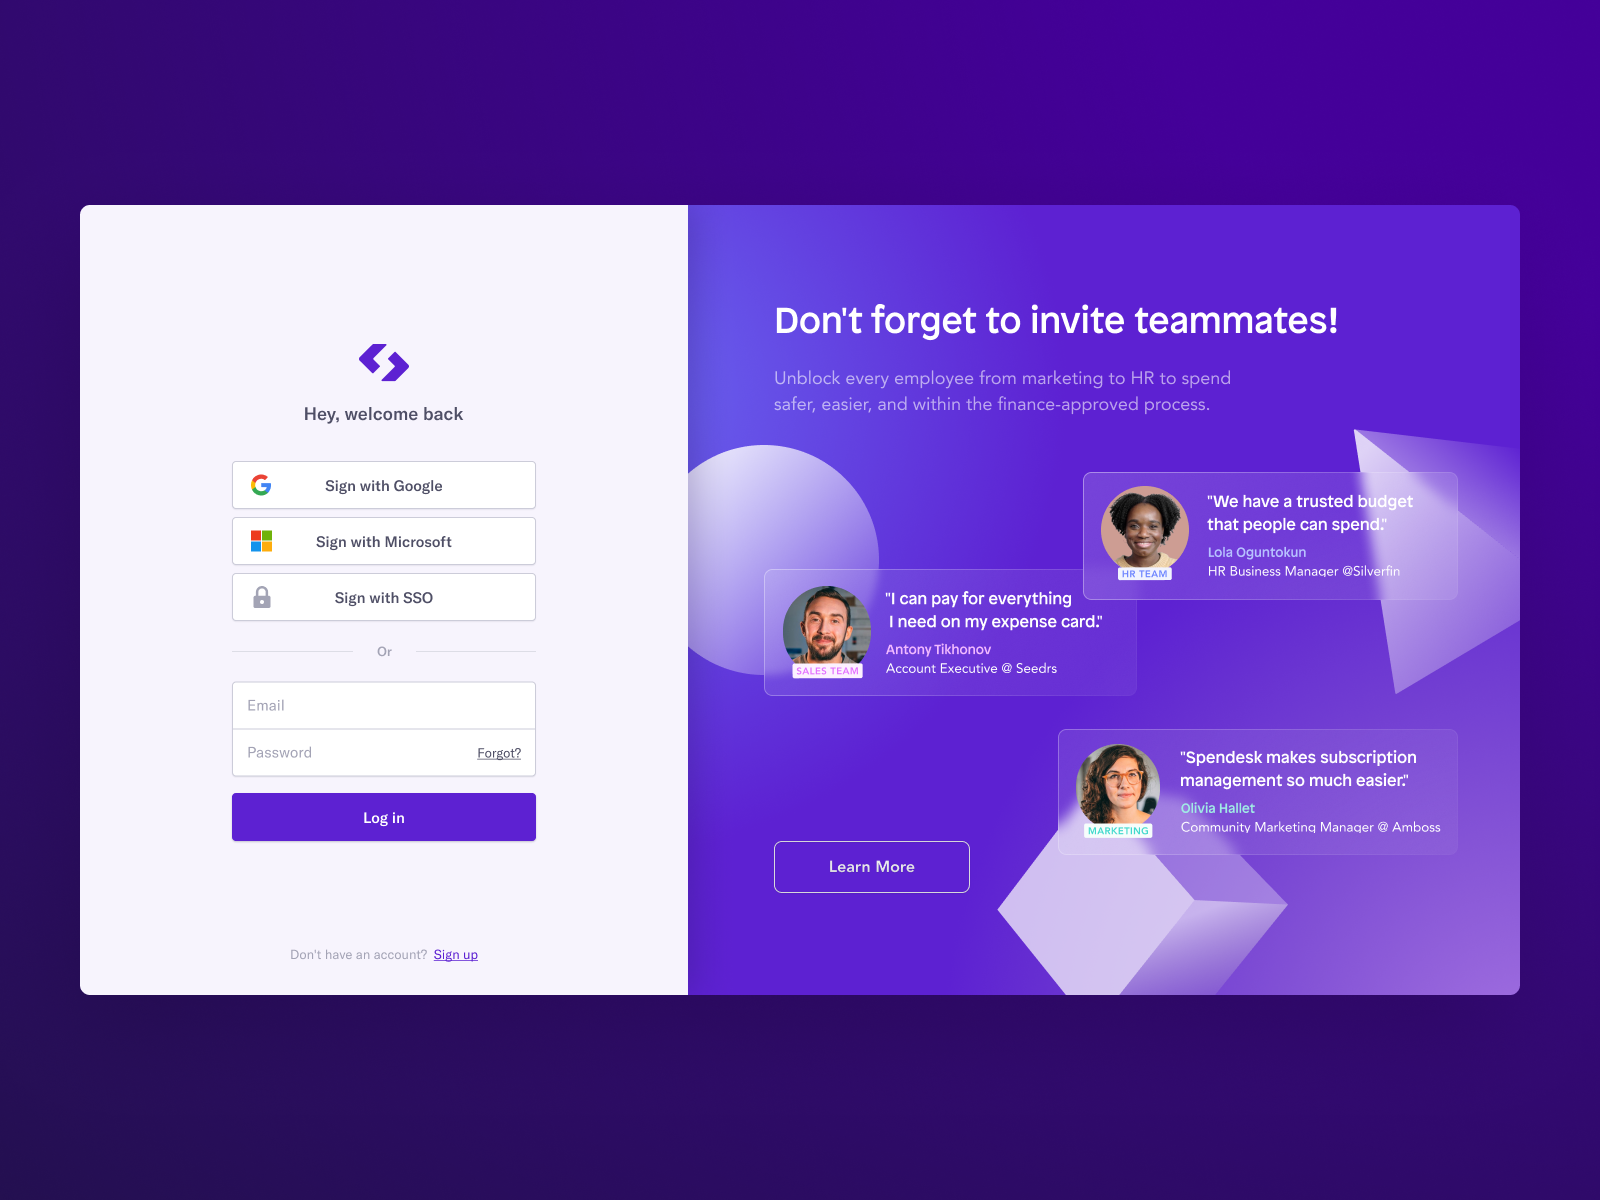 Hey, welcome back
Sign with Google
Sign with Microsoft
Sign with SSO
Or
Email
Password
Forgot?
Log in
Don't have an account? Sign up
Don't forget to invite teammates!
Unblock every employee from marketing to HR to spend
safer, easier, and within the finance-approved process.
"We have a trusted budget
that people can spend."
Lola Oguntokun
HR Business Manager @Silverfin
HR TEAM
"I can pay for everything
I need on my expense card."
Antony Tikhonov
Account Executive @ Seedrs
SALES TEAM
"Spendesk makes subscription
management so much easier."
Olivia Hallet
Community Marketing Manager @ Amboss
MARKETING
Learn More